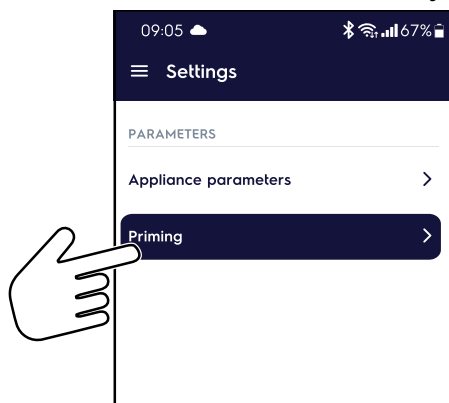 09:05 67%
Settings
PARAMETERS
Appliance parameters
Priming